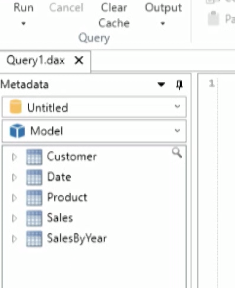 Run Cancel Clear Cache Output
Query
Query1.dax
Metadata
1
Untitled
Model
Customer
Date
Product
Sales
SalesByYear